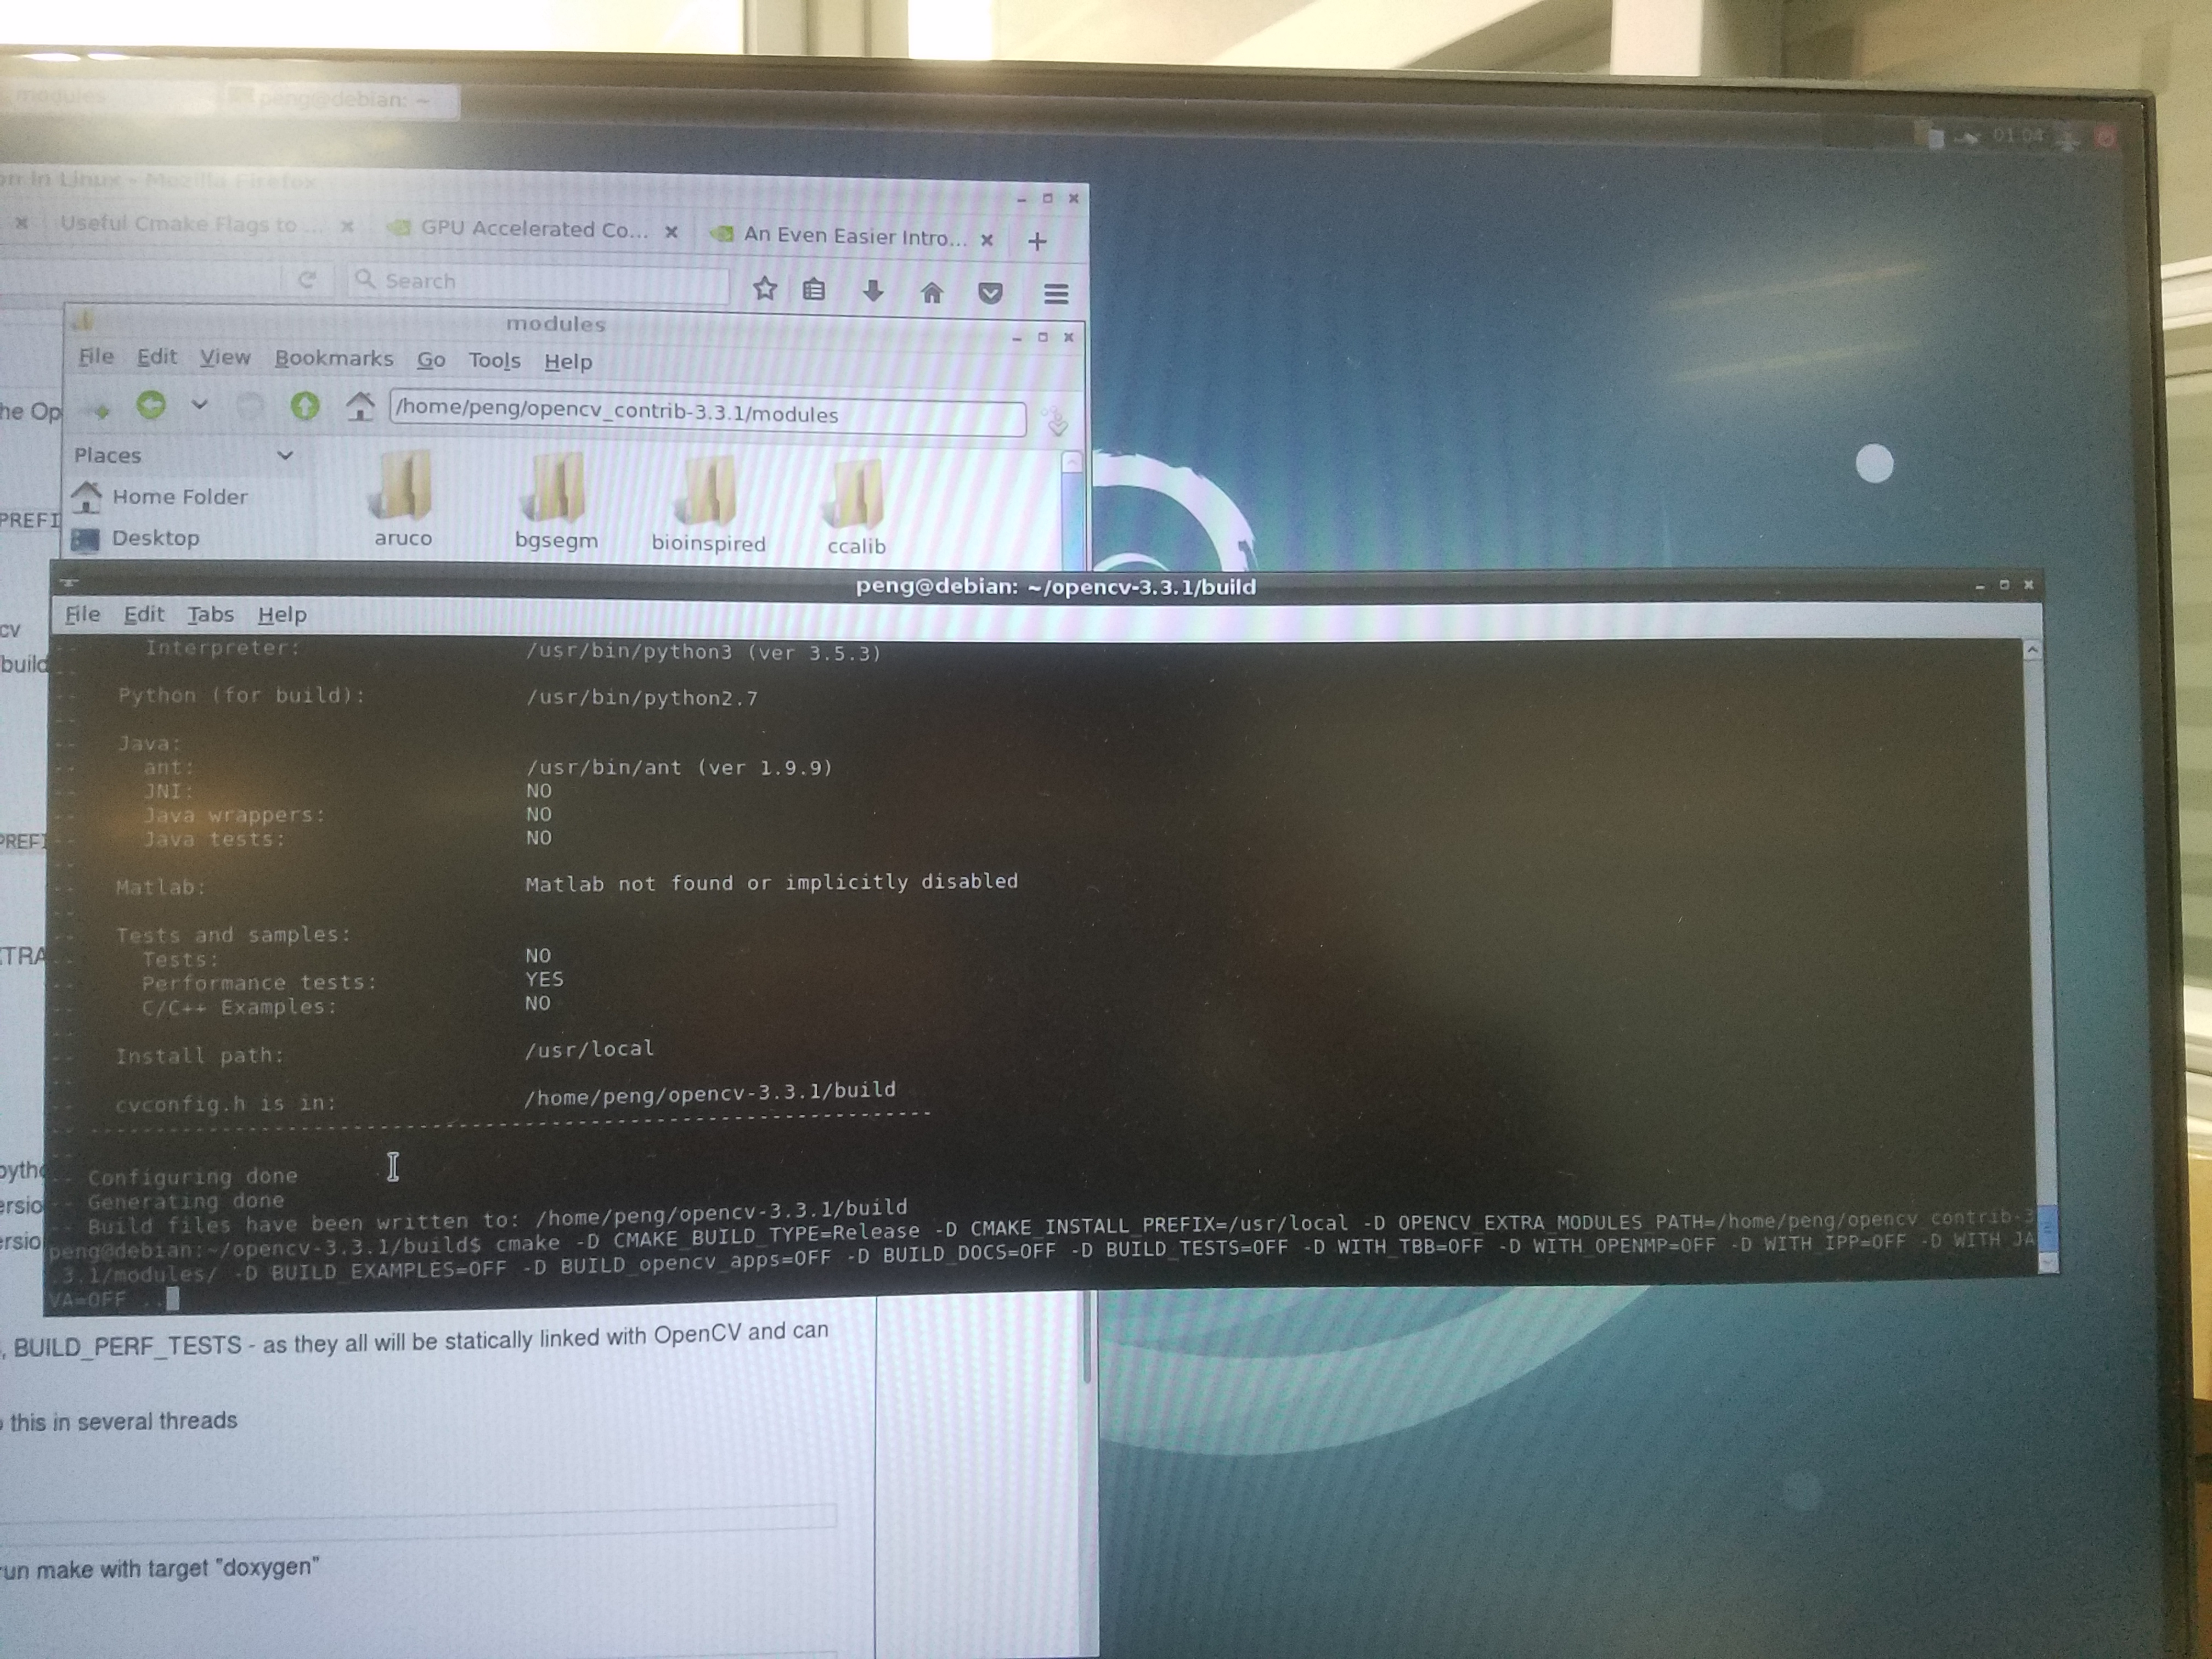 modules
peng@debian: ~
01:04
on in Linux - Mozilla Firefox
Useful Cmake Flags to ...
GPU Accelerated Co...
An Even Easier Intro...
Search
modules
File Edit View Bookmarks Go Tools Help
/home/peng/opencv_contrib-3.3.1/modules
he Op
Places
Home Folder
Desktop
aruco
bgsegm
bioinspired
ccalib
PREFI
peng@debian: ~/opencv-3.3.1/build
File Edit Tabs Help
cv
build
PREFI
TRA
-- Interpreter: /usr/bin/python3 (ver 3.5.3)
--
-- Python (for build): /usr/bin/python2.7
--
-- Java:
-- ant: /usr/bin/ant (ver 1.9.9)
-- JNI: NO
-- Java wrappers: NO
-- Java tests: NO
--
-- Matlab: Matlab not found or implicitly disabled
--
-- Tests and samples:
-- Tests: NO
-- Performance tests: YES
-- C/C++ Examples: NO
--
-- Install path: /usr/local
--
-- cvconfig.h is in: /home/peng/opencv-3.3.1/build
-- -----------------------------------------------------------------
--
-- Configuring done
-- Generating done
-- Build files have been written to: /home/peng/opencv-3.3.1/build
peng@debian:~/opencv-3.3.1/build$ cmake -D CMAKE_BUILD_TYPE=Release -D CMAKE_INSTALL_PREFIX=/usr/local -D OPENCV_EXTRA_MODULES_PATH=/home/peng/opencv_contrib-3
.3.1/modules/ -D BUILD_EXAMPLES=OFF -D BUILD_opencv_apps=OFF -D BUILD_DOCS=OFF -D BUILD_TESTS=OFF -D WITH_TBB=OFF -D WITH_OPENMP=OFF -D WITH_IPP=OFF -D WITH_JA
VA=OFF ..
pytho
ersio
ersio
, BUILD_PERF_TESTS - as they all will be statically linked with OpenCV and can
this in several threads
run make with target "doxygen"